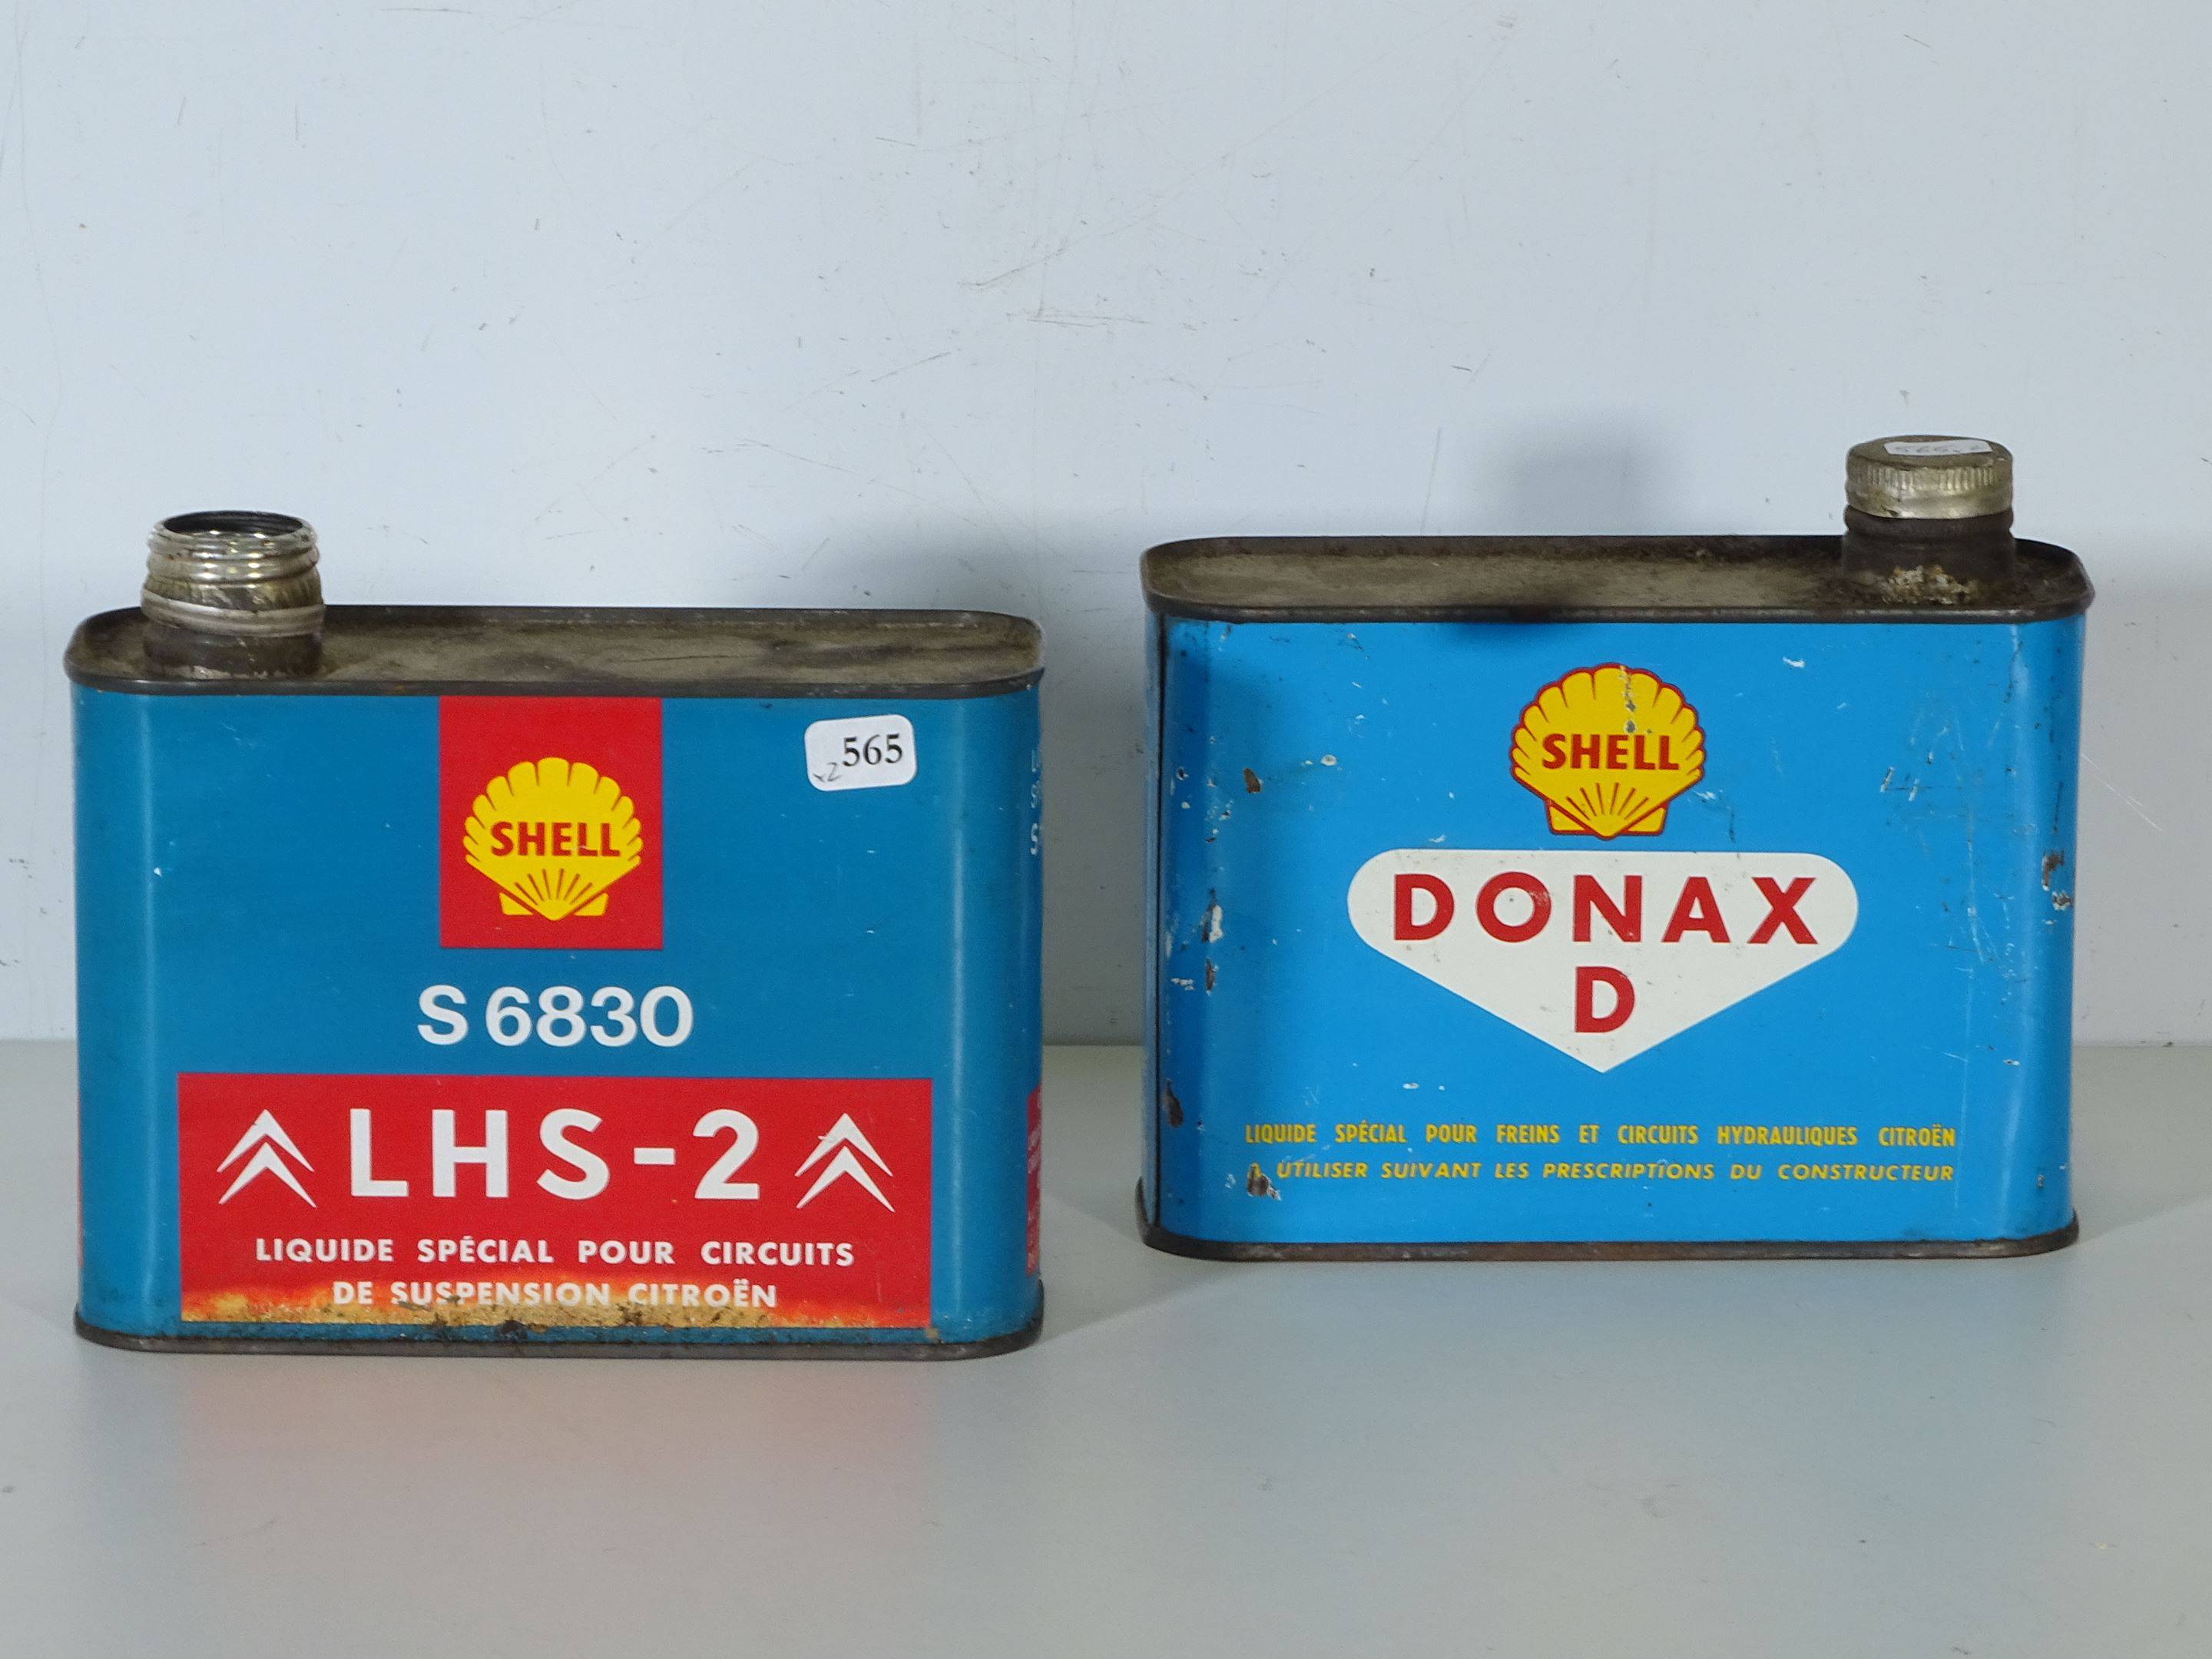 565
x2
SHELL
S 6830
LHS-2
LIQUIDE SPÉCIAL POUR CIRCUITS
DE SUSPENSION CITROËN
SHELL
DONAX
D
LIQUIDE SPÉCIAL POUR FREINS ET CIRCUITS HYDRAULIQUES CITROËN
UTILISER SUIVANT LES PRESCRIPTIONS DU CONSTRUCTEUR